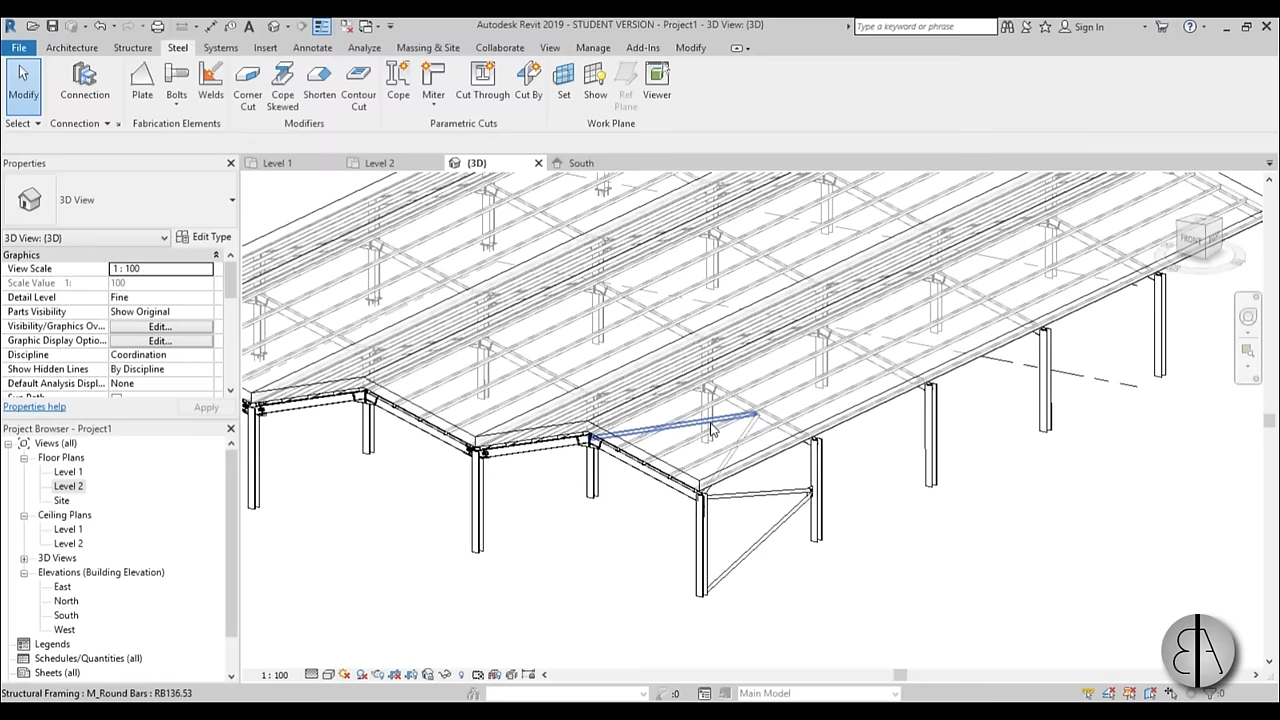 Autodesk Revit 2019 - STUDENT VERSION - Project1 - 3D View: {3D}
Type a keyword or phrase
Sign In
File Architecture Structure Steel Systems Insert Annotate Analyze Massing & Site Collaborate View Manage Add-Ins Modify
Modify Connection Plate Bolts Welds Corner Cut Cope Skewed Shorten Contour Cut Cope Miter Cut Through Cut By Set Show Ref Plane Viewer
Select Connection Fabrication Elements Modifiers Parametric Cuts Work Plane
Properties
Level 1 Level 2 {3D} South
3D View
3D View: {3D} Edit Type
Graphics
View Scale 1 : 100
Scale Value 1: 100
Detail Level Fine
Parts Visibility Show Original
Visibility/Graphics Ov... Edit...
Graphic Display Optio... Edit...
Discipline Coordination
Show Hidden Lines By Discipline
Default Analysis Displ... None
Properties help Apply
Project Browser - Project1
Views (all)
Floor Plans
Level 1
Level 2
Site
Ceiling Plans
Level 1
Level 2
3D Views
Elevations (Building Elevation)
East
North
South
West
Legends
Schedules/Quantities (all)
Sheets (all)
FRONT
1 : 100
Structural Framing : M_Round Bars : RB136.53
:0
Main Model
:0